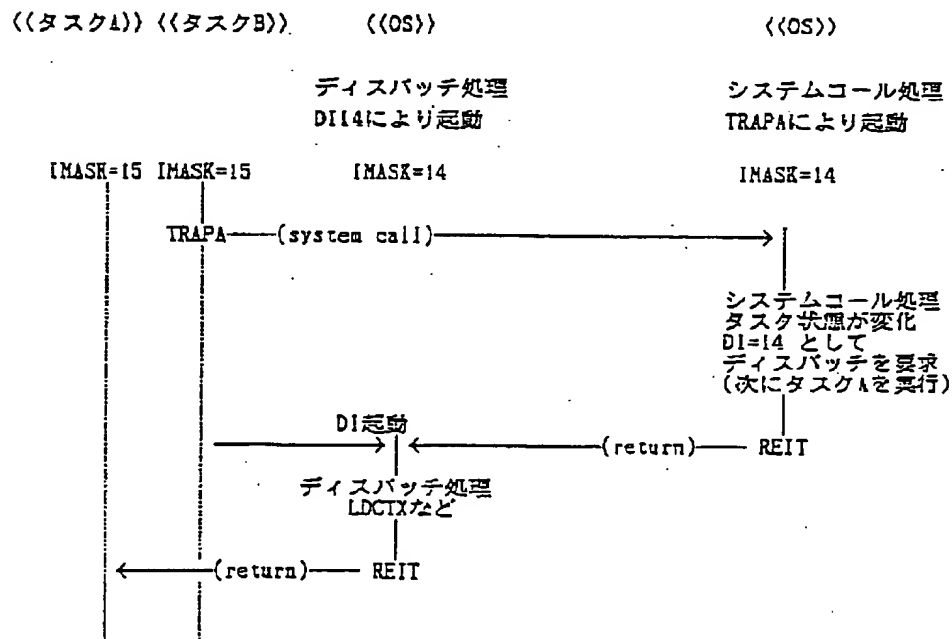 《タスクA》 《タスクB》 《OS》 《OS》
ディスパッチ処理 システムコール処理
DI14により起動 TRAPAにより起動
IMASK=15 IMASK=15 IMASK=14 IMASK=14
TRAPA (system call)
システムコール処理
タスク状態が変化
DI=14 として
ディスパッチを要求
(次にタスクAを実行)
DI起動
(return) REIT
ディスパッチ処理
LDCTXなど
(return) REIT